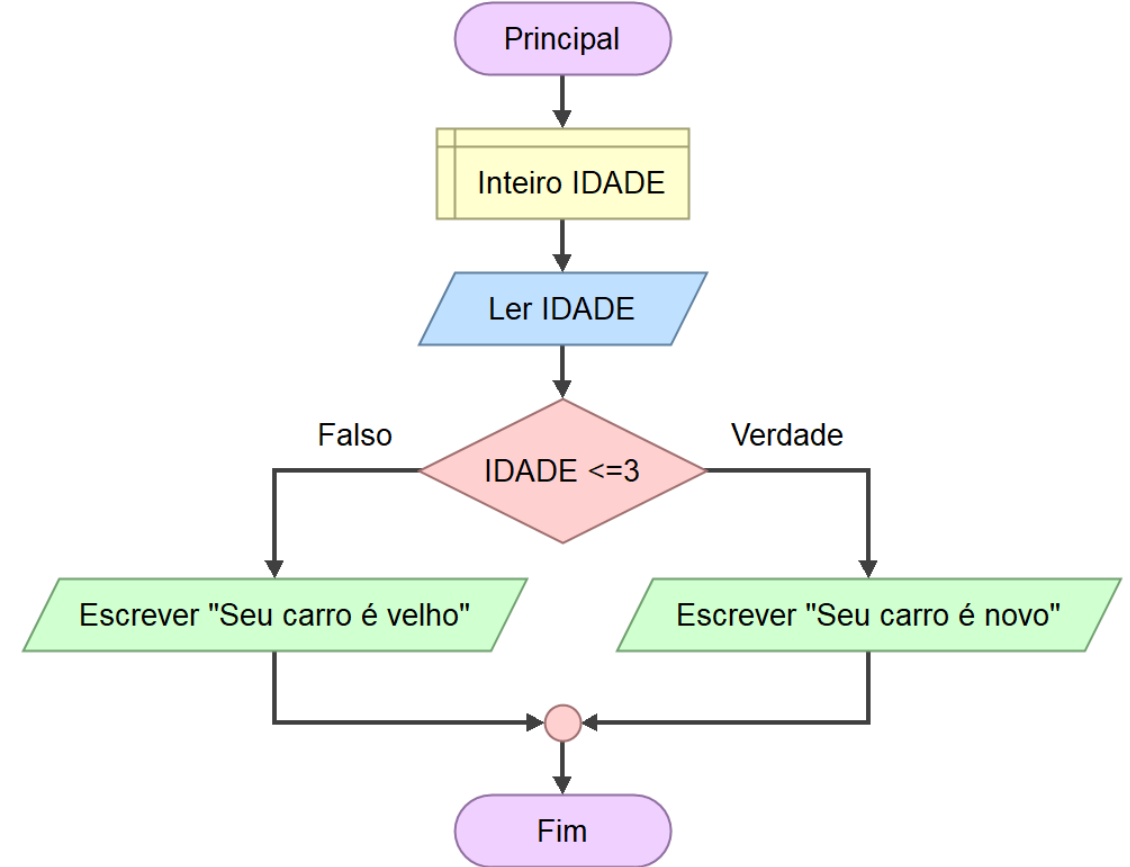 Principal
Inteiro IDADE
Ler IDADE
Falso
Verdade
IDADE <=3
Escrever "Seu carro é velho"
Escrever "Seu carro é novo"
Fim